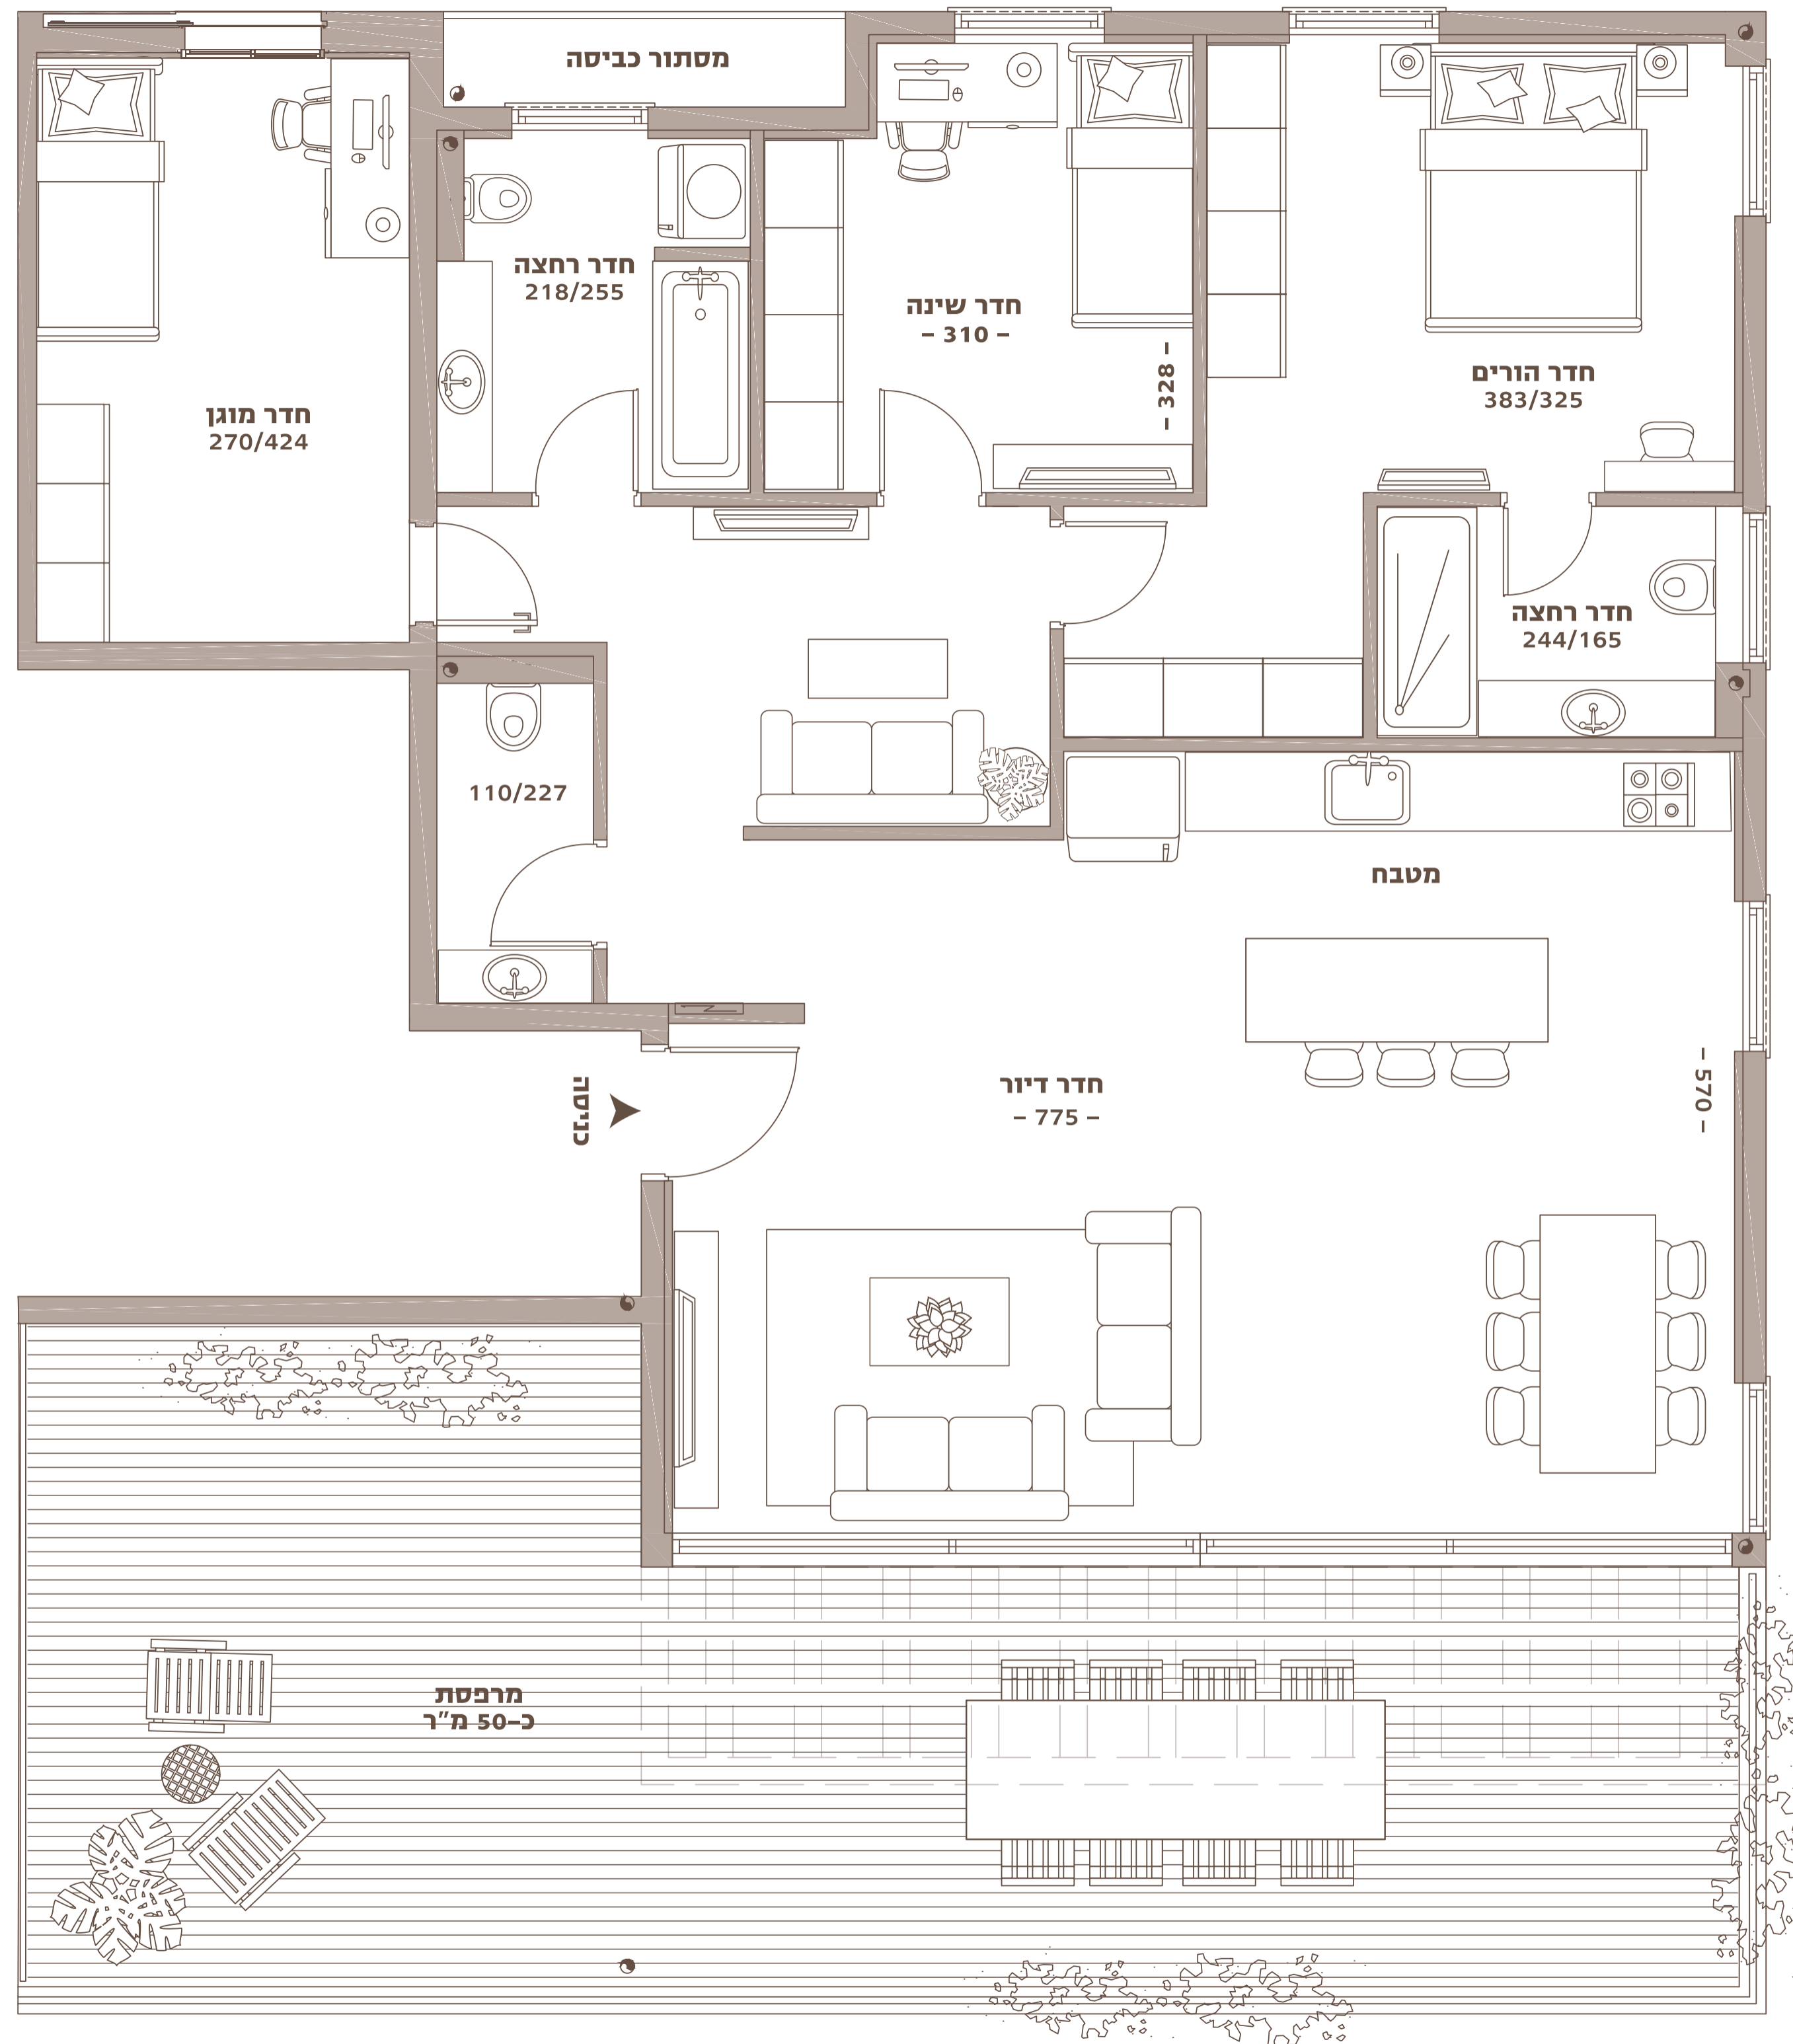 מסתור כביסה
חדר רחצה
218/255
חדר שינה
– 310 –
– 328 –
חדר הורים
383/325
חדר מוגן
270/424
חדר רחצה
244/165
110/227
מטבח
כניסה
חדר דיור
– 775 –
– 570 –
מרפסת
כ–50 מ״ר